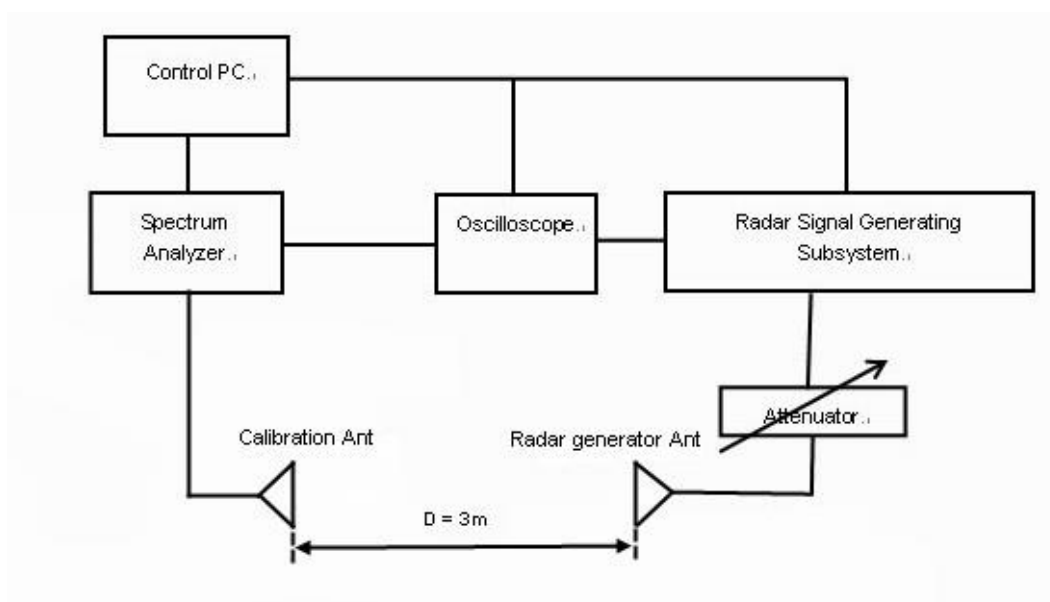 Control PC.
Spectrum
Analyzer.
Oscilloscope.
Radar Signal Generating
Subsystem.
Attenuator.
Calibration Ant
Radar generator Ant
D = 3m